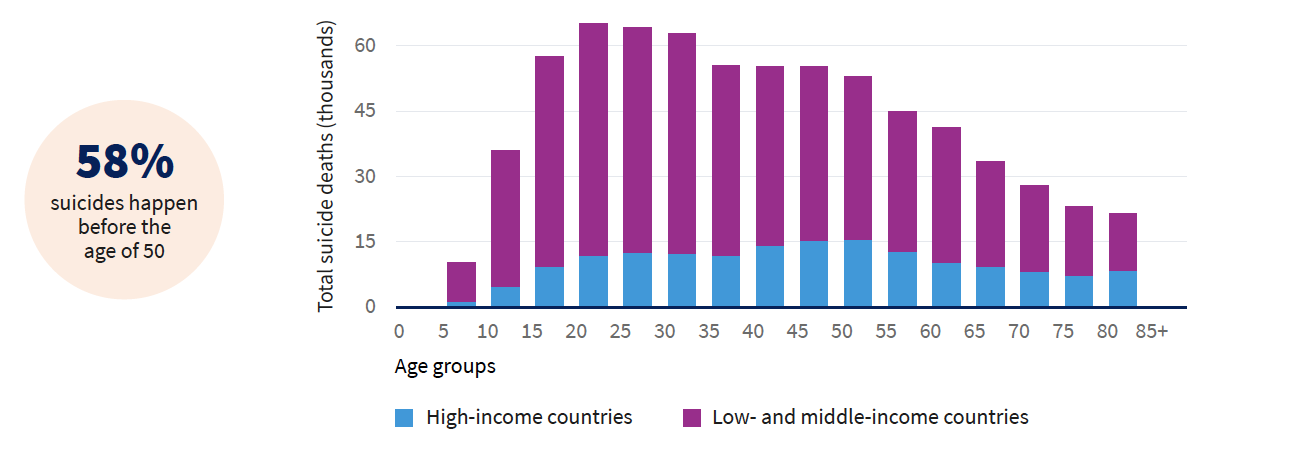 58%
suicides happen
before the
age of 50
Total suicide deaths (thousands)
60
45
30
15
0
0 5 10 15 20 25 30 35 40 45 50 55 60 65 70 75 80 85+
Age groups
High-income countries Low- and middle-income countries